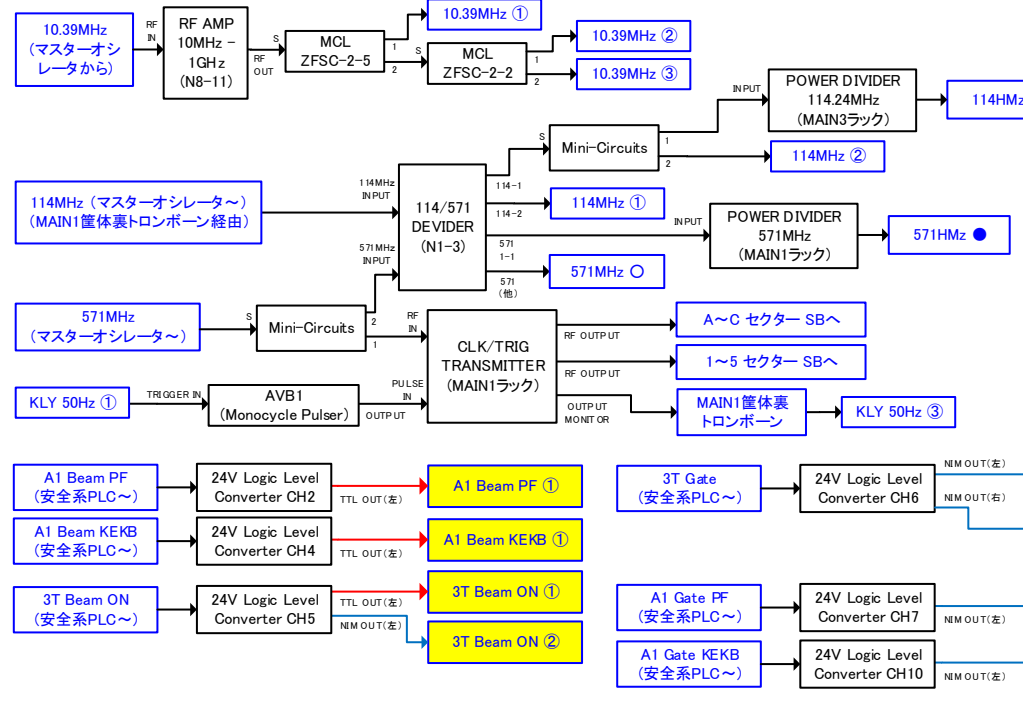 10.39MHz
(マスターオシ
レータから)
RF
IN
RF AMP
10MHz -
1GHz
(N8-11)
S
RF
OUT
MCL
ZFSC-2-5
1
2
10.39MHz ①
S
MCL
ZFSC-2-2
1
2
10.39MHz ②
10.39MHz ③
114MHz (マスターオシレータ～)
(MAIN1筐体裏トロンボーン経由)
114MHz
INPUT
571MHz
INPUT
114/571
DEVIDER
(N1-3)
114-1
114-2
571
1-1
571
(他)
S
Mini-Circuits
1
2
INPUT
POWER DIVIDER
114.24MHz
(MAIN3ラック)
114HMz
114MHz ②
114MHz ①
INPUT
POWER DIVIDER
571MHz
(MAIN1ラック)
571HMz ●
571MHz ○
571MHz
(マスターオシレータ～)
S
Mini-Circuits
2
1
RF
IN
CLK/TRIG
TRANSMITTER
(MAIN1ラック)
RF OUTPUT
A～C セクター SBへ
RF OUTPUT
1～5 セクター SBへ
OUTPUT
MONITOR
MAIN1筐体裏
トロンボーン
KLY 50Hz ③
KLY 50Hz ①
TRIGGER IN
AVB1
(Monocycle Pulser)
OUTPUT
PULSE
IN
A1 Beam PF
(安全系PLC～)
24V Logic Level
Converter CH2
TTL OUT(左)
A1 Beam PF ①
A1 Beam KEKB
(安全系PLC～)
24V Logic Level
Converter CH4
TTL OUT(左)
A1 Beam KEKB ①
3T Beam ON
(安全系PLC～)
24V Logic Level
Converter CH5
TTL OUT(左)
NIM OUT(左)
3T Beam ON ①
3T Beam ON ②
3T Gate
(安全系PLC～)
24V Logic Level
Converter CH6
NIM OUT(左)
NIM OUT(右)
A1 Gate PF
(安全系PLC～)
24V Logic Level
Converter CH7
NIM OUT(左)
A1 Gate KEKB
(安全系PLC～)
24V Logic Level
Converter CH10
NIM OUT(左)